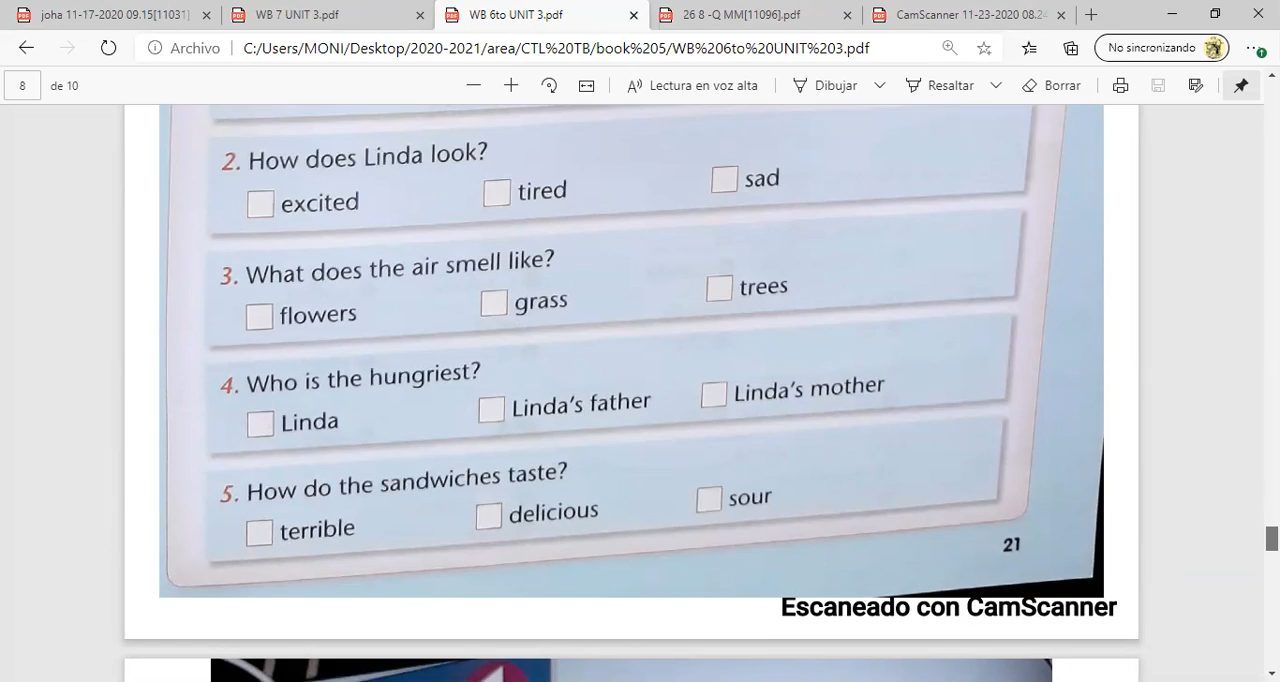 joha 11-17-2020 09.15[11031]
WB 7 UNIT 3.pdf
WB 6to UNIT 3.pdf
26 8 -Q MM[11096].pdf
CamScanner 11-23-2020 08.24
Archivo
C:/Users/MONI/Desktop/2020-2021/area/CTL%20TB/book%205/WB%206to%20UNIT%203.pdf
No sincronizando
8 de 10
Lectura en voz alta
Dibujar
Resaltar
Borrar
2. How does Linda look?
excited tired sad
3. What does the air smell like?
flowers grass trees
4. Who is the hungriest?
Linda Linda's father Linda's mother
5. How do the sandwiches taste?
terrible delicious sour
21
Escaneado con CamScanner